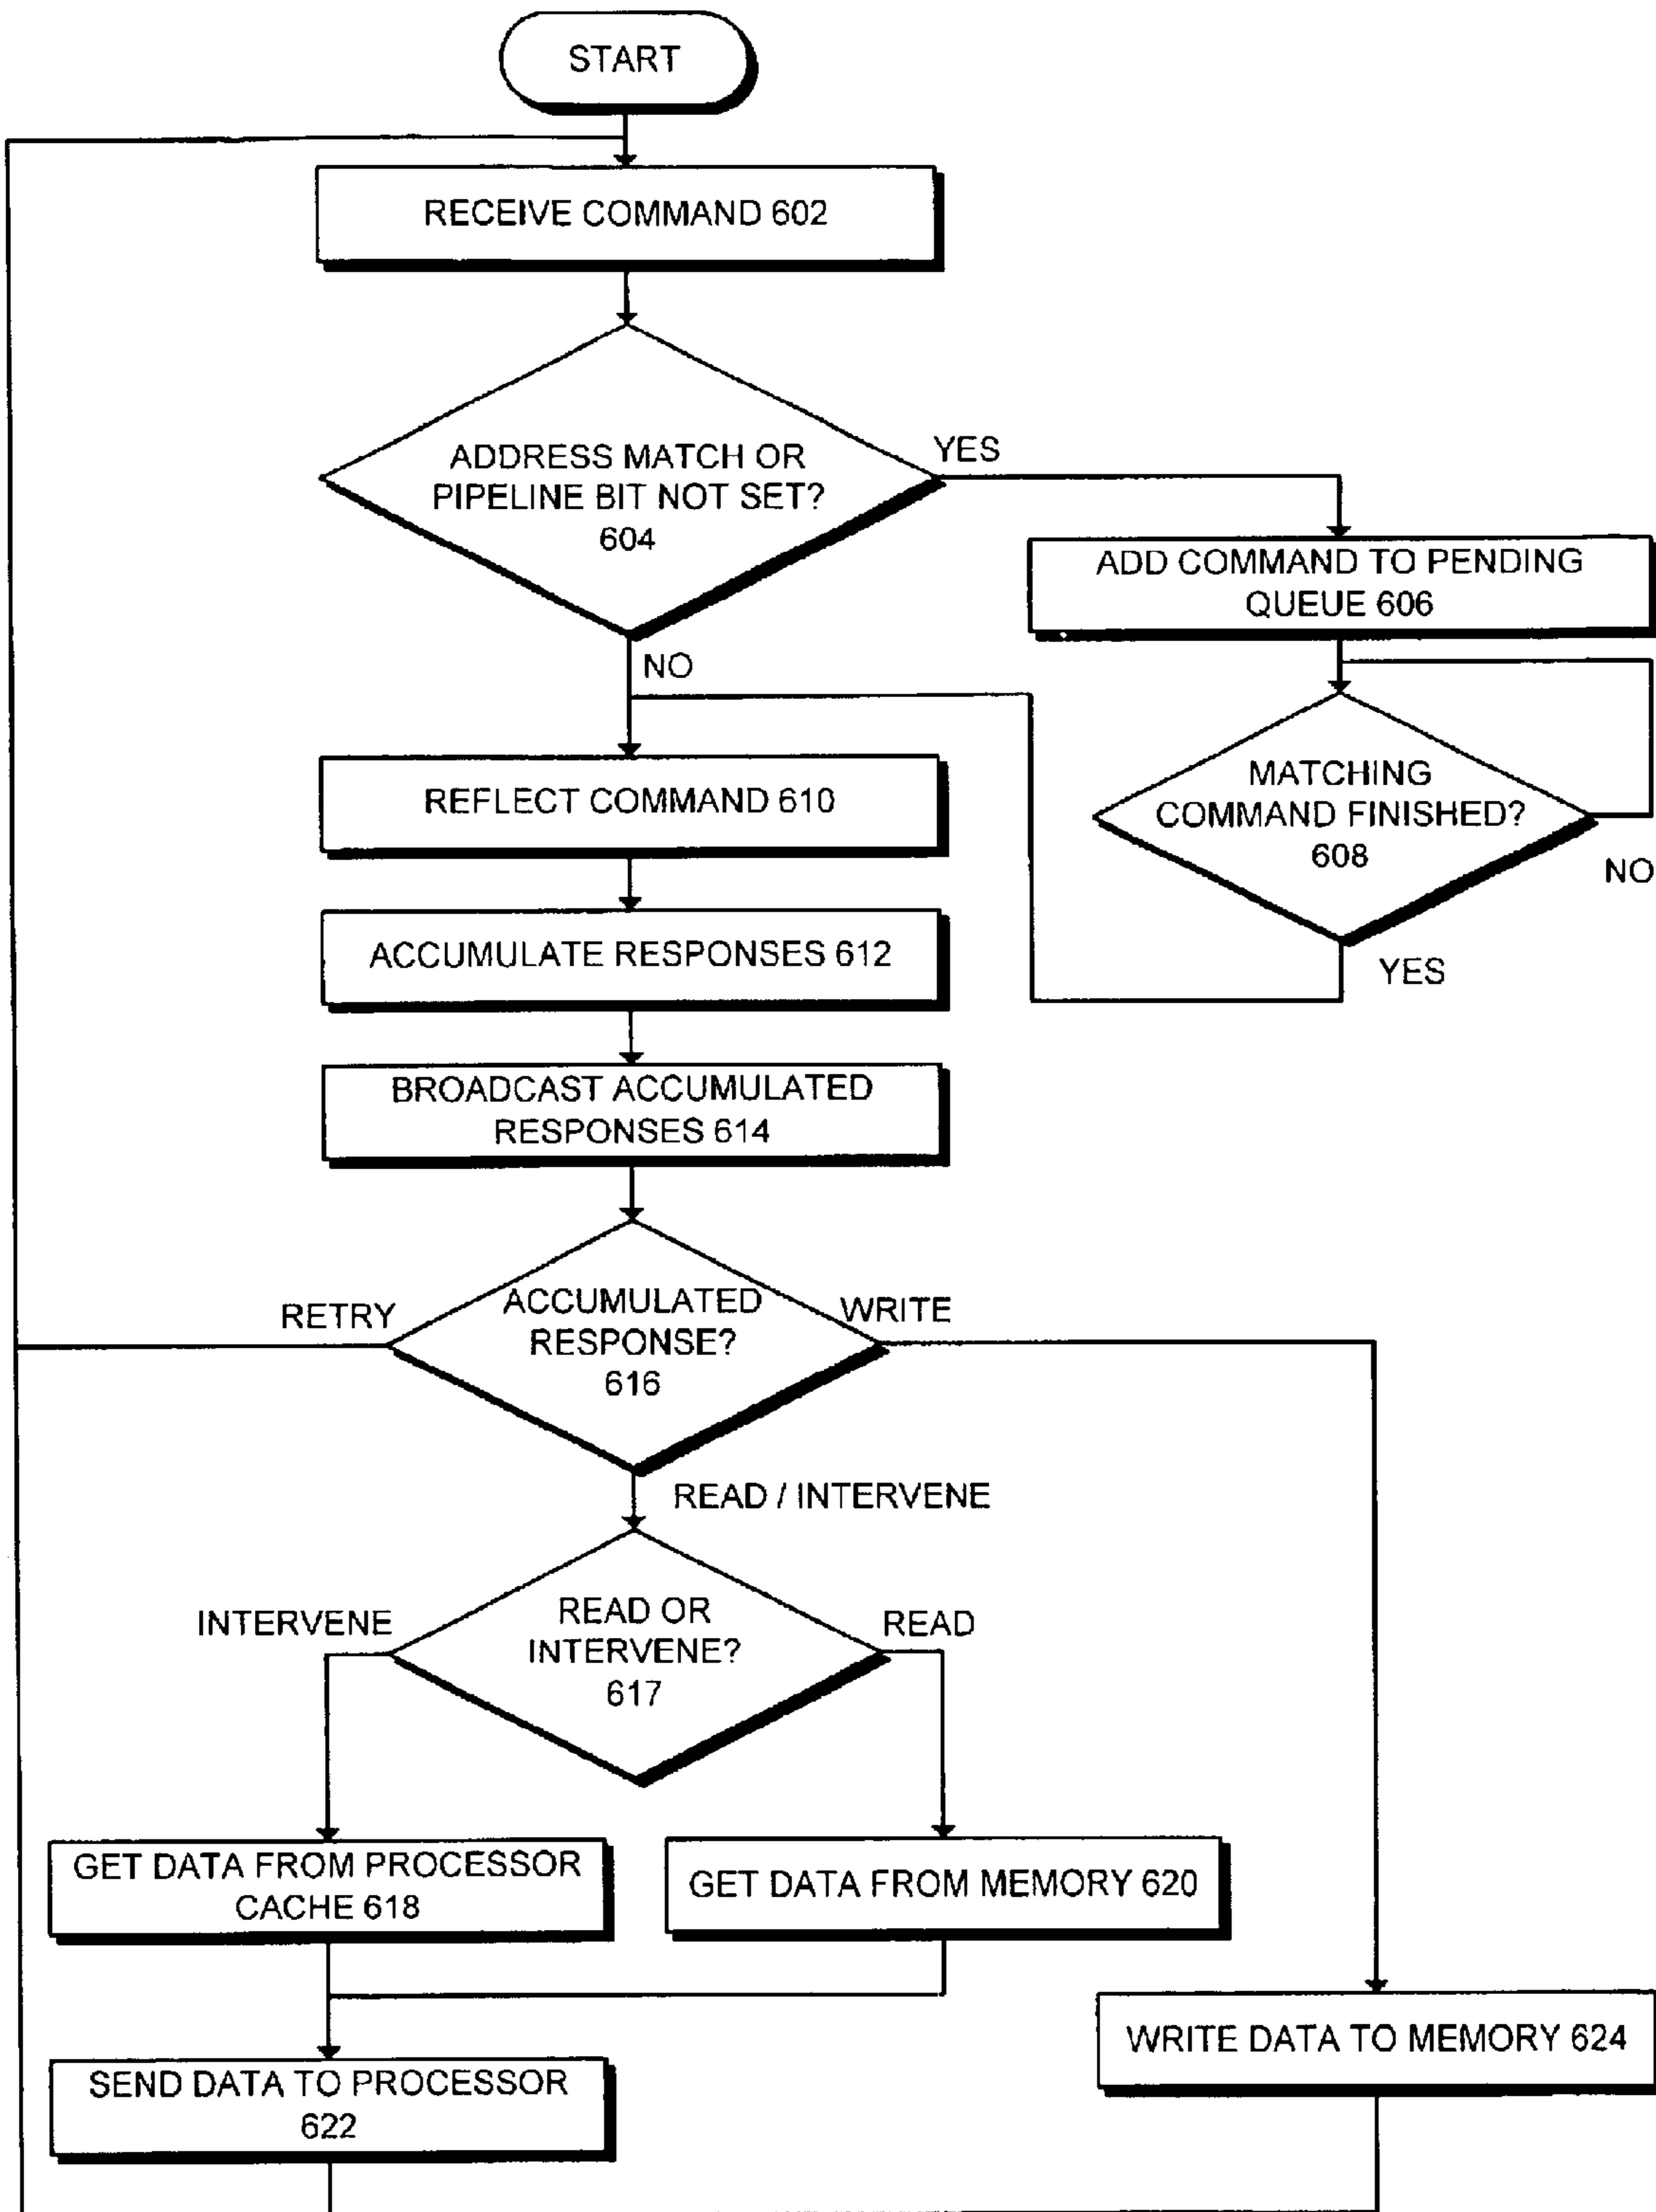 START
RECEIVE COMMAND 602
ADDRESS MATCH OR
PIPELINE BIT NOT SET?
604
YES
ADD COMMAND TO PENDING
QUEUE 606
NO
MATCHING
COMMAND FINISHED?
608
NO
YES
REFLECT COMMAND 610
ACCUMULATE RESPONSES 612
BROADCAST ACCUMULATED
RESPONSES 614
RETRY
ACCUMULATED
RESPONSE?
616
WRITE
READ / INTERVENE
INTERVENE
READ OR
INTERVENE?
617
READ
GET DATA FROM PROCESSOR
CACHE 618
GET DATA FROM MEMORY 620
WRITE DATA TO MEMORY 624
SEND DATA TO PROCESSOR
622